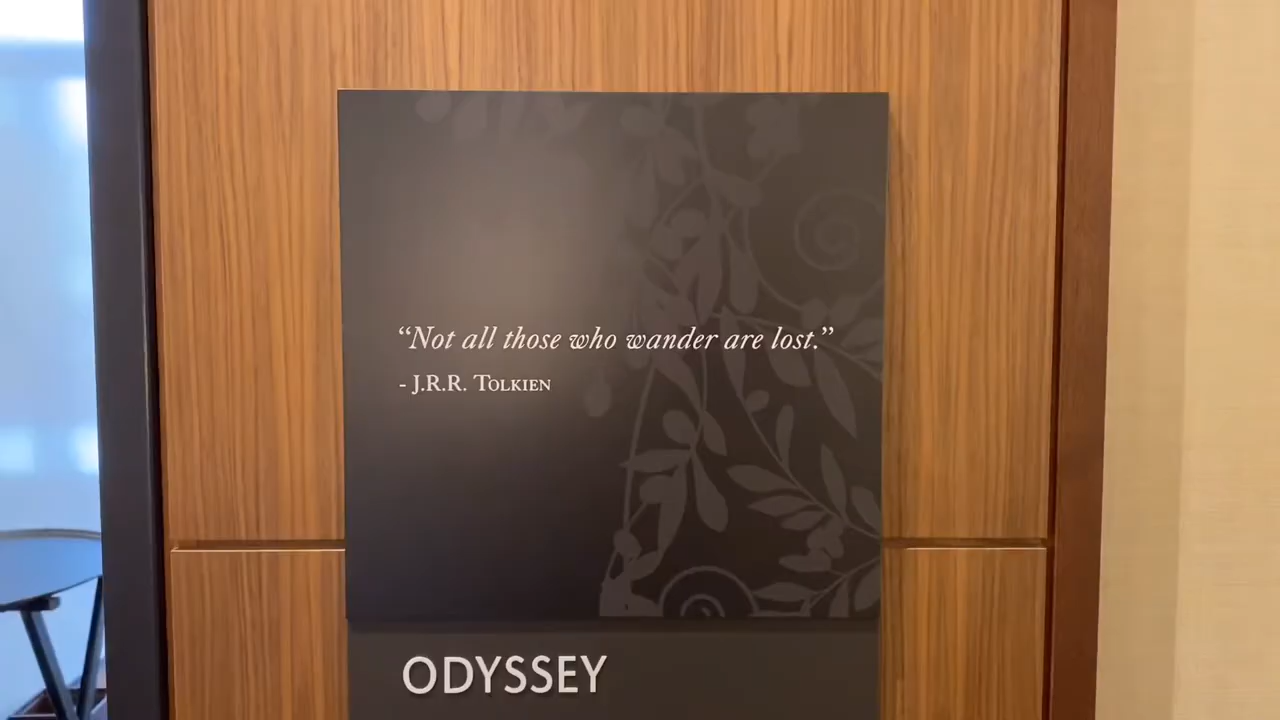 “Not all those who wander are lost.”
- J.R.R. Tolkien
ODYSSEY